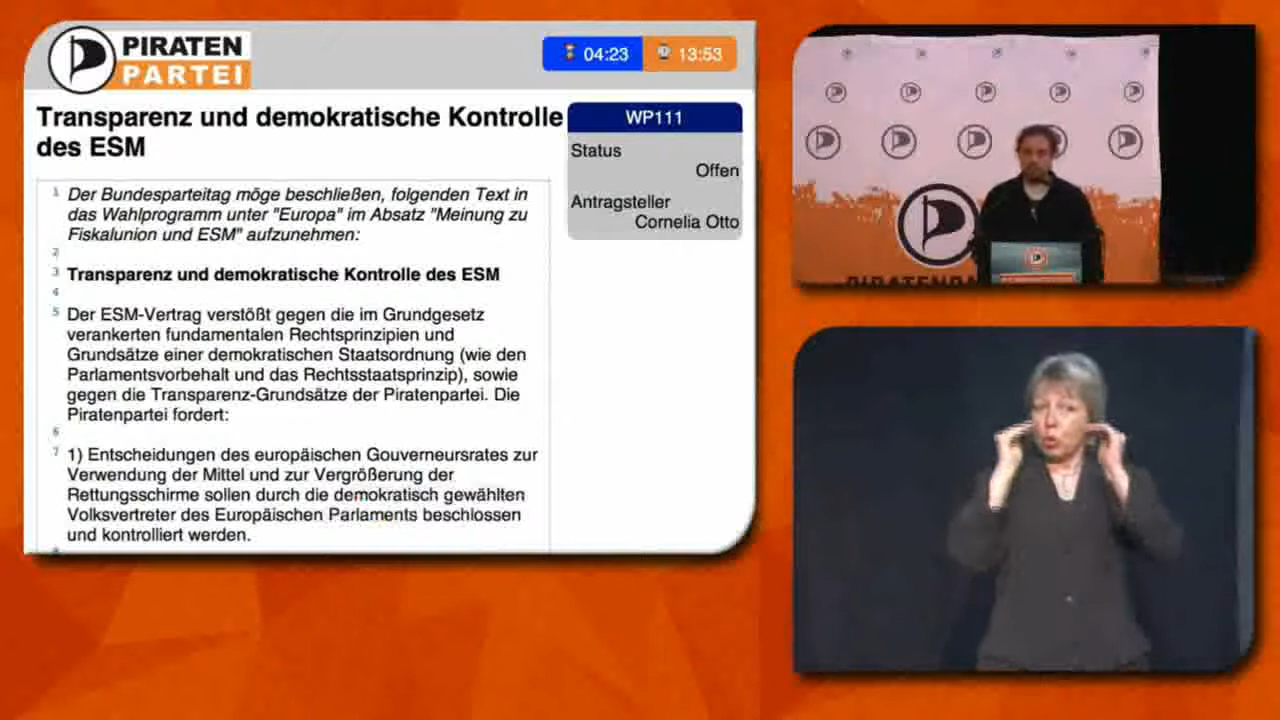 PIRATEN
PARTEI
04:23
13:53
Transparenz und demokratische Kontrolle
des ESM
WP111
Status
Offen
Antragsteller
Cornelia Otto
1 Der Bundesparteitag möge beschließen, folgenden Text in
das Wahlprogramm unter "Europa" im Absatz "Meinung zu
Fiskalunion und ESM" aufzunehmen:
2
3 Transparenz und demokratische Kontrolle des ESM
4
5 Der ESM-Vertrag verstößt gegen die im Grundgesetz
verankerten fundamentalen Rechtsprinzipien und
Grundsätze einer demokratischen Staatsordnung (wie den
Parlamentsvorbehalt und das Rechtsstaatsprinzip), sowie
gegen die Transparenz-Grundsätze der Piratenpartei. Die
Piratenpartei fordert:
6
7 1) Entscheidungen des europäischen Gouverneursrates zur
Verwendung der Mittel und zur Vergrößerung der
Rettungsschirme sollen durch die demokratisch gewählten
Volksvertreter des Europäischen Parlaments beschlossen
und kontrolliert werden.